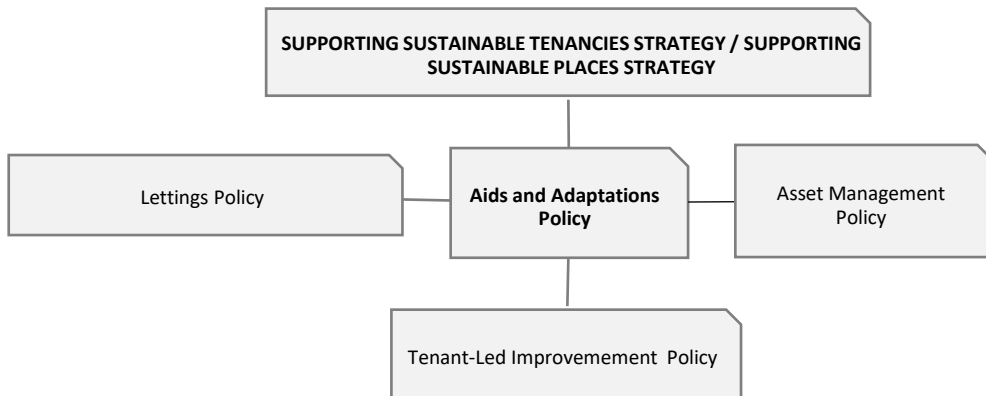 SUPPORTING SUSTAINABLE TENANCIES STRATEGY / SUPPORTING
SUSTAINABLE PLACES STRATEGY
Lettings Policy
Aids and Adaptations
Policy
Asset Management
Policy
Tenant-Led Improvemement Policy